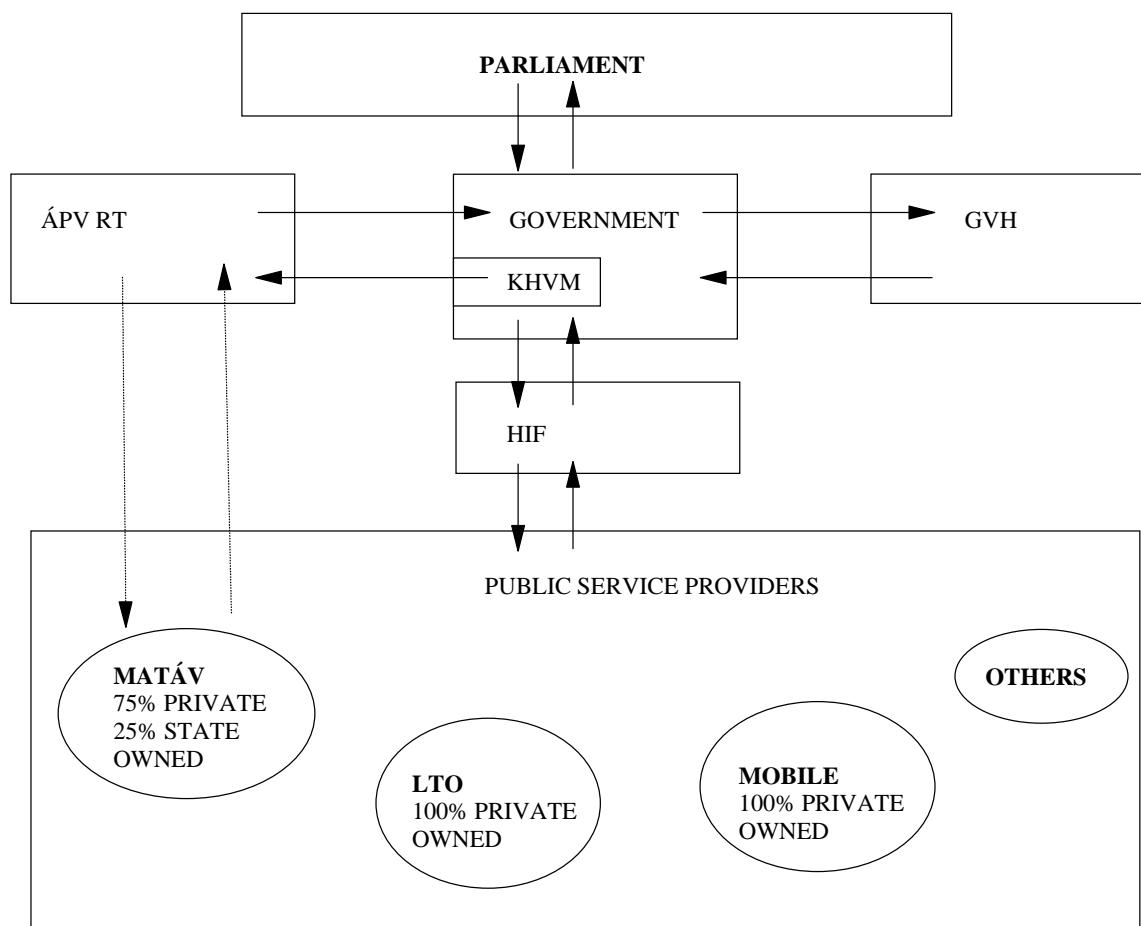 PARLIAMENT
ÁPV RT
GOVERNMENT
GVH
KHVM
HIF
PUBLIC SERVICE PROVIDERS
MATÁV
75% PRIVATE
25% STATE
OWNED
OTHERS
LTO
100% PRIVATE
OWNED
MOBILE
100% PRIVATE
OWNED